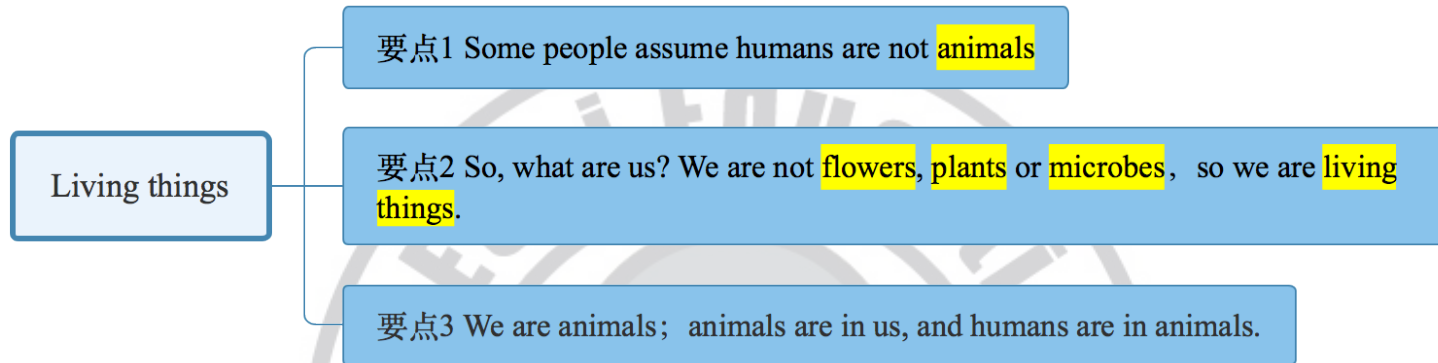 要点1 Some people assume humans are not animals
Living things
要点2 So, what are us? We are not flowers, plants or microbes，so we are living
things.
要点3 We are animals；animals are in us, and humans are in animals.